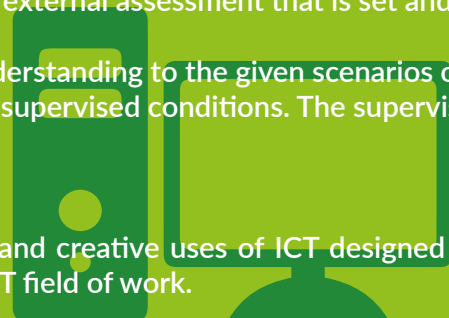 external assessment that is set and
derstanding to the given scenarios
supervised conditions. The supervis
and creative uses of ICT designed
T field of work.